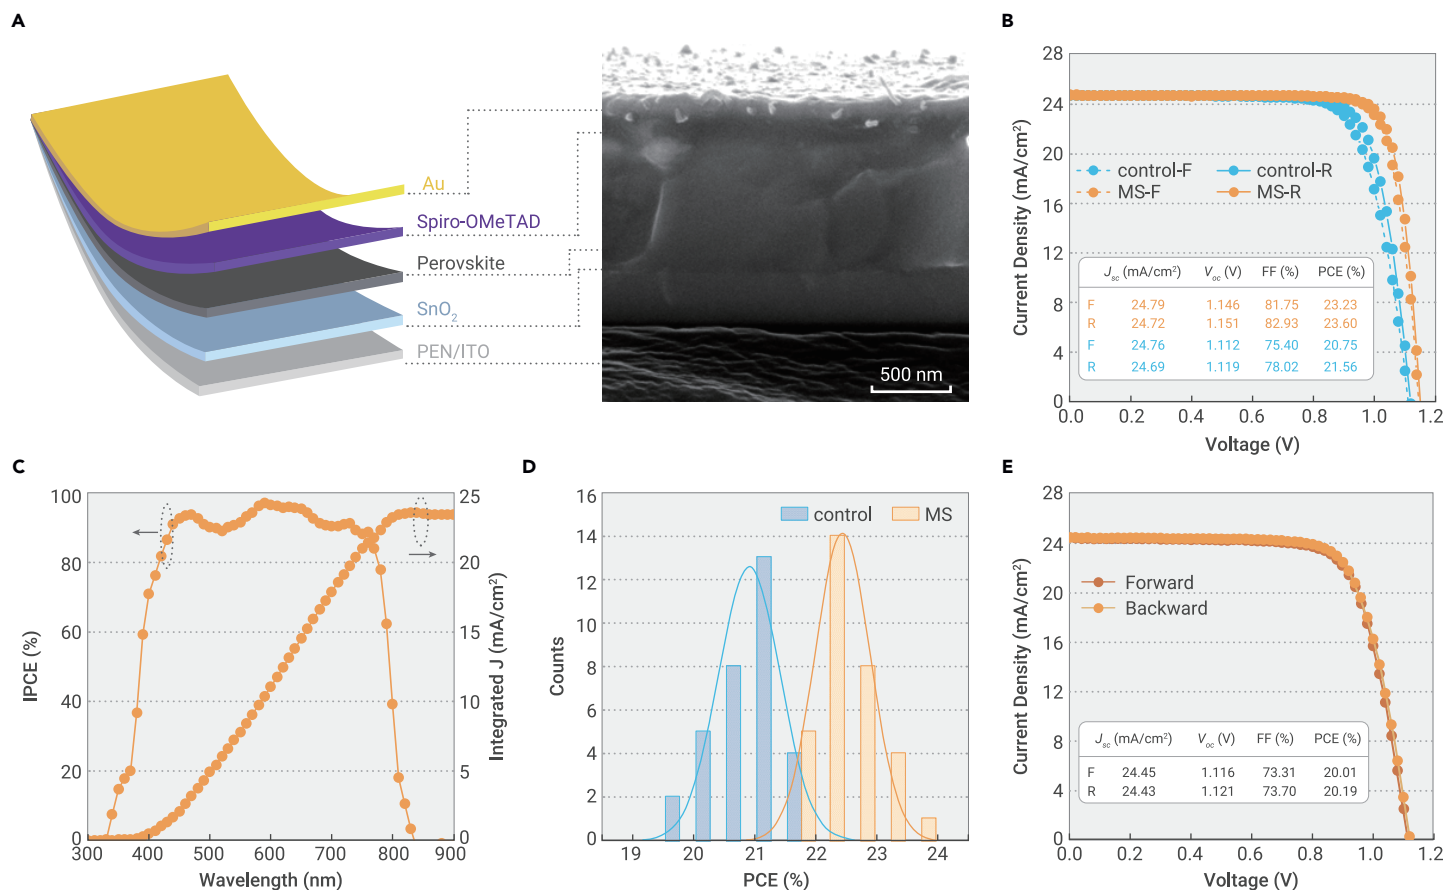 A
Au
Spiro-OMeTAD
Perovskite
SnO₂
PEN/ITO
500 nm
B
Current Density (mA/cm²)
28
24
20
16
12
8
4
0
control-F control-R
MS-F MS-R
Jsc (mA/cm²) Voc (V) FF (%) PCE (%)
F 24.79 1.146 81.75 23.23
R 24.72 1.151 82.93 23.60
F 24.76 1.112 75.40 20.75
R 24.69 1.119 78.02 21.56
0.0 0.2 0.4 0.6 0.8 1.0 1.2
Voltage (V)
C
IPCE (%)
100
80
60
40
20
0
25
20
15
10
5
0
Integrated J (mA/cm²)
300 400 500 600 700 800 900
Wavelength (nm)
D
Counts
16
14
12
10
8
6
4
2
0
control MS
19 20 21 22 23 24
PCE (%)
E
Current Density (mA/cm²)
28
24
20
16
12
8
4
0
Forward
Backward
Jsc (mA/cm²) Voc (V) FF (%) PCE (%)
F 24.45 1.116 73.31 20.01
R 24.43 1.121 73.70 20.19
0.0 0.2 0.4 0.6 0.8 1.0 1.2
Voltage (V)